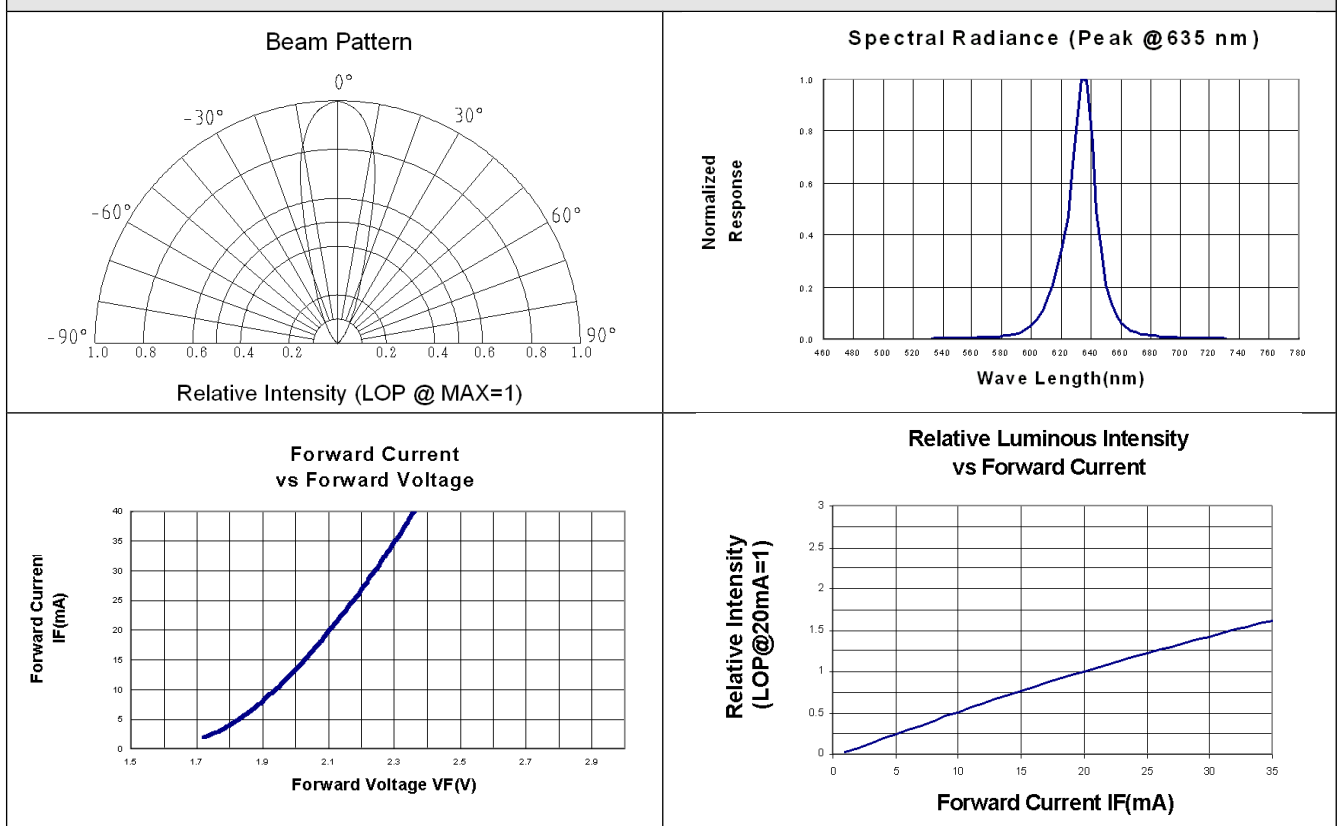 Beam Pattern
0°
-30° 30°
-60° 60°
-90° 90°
1.0 0.8 0.6 0.4 0.2 0.2 0.4 0.6 0.8 1.0
Relative Intensity (LOP @ MAX=1)
Spectral Radiance (Peak @635 nm)
Normalized
Response
1.0
0.8
0.6
0.4
0.2
0.0
460 480 500 520 540 560 580 600 620 640 660 680 700 720 740 760 780
Wave Length(nm)
Forward Current
vs Forward Voltage
Forward Current
IF(mA)
40
35
30
25
20
15
10
5
0
1.5 1.7 1.9 2.1 2.3 2.5 2.7 2.9
Forward Voltage VF(V)
Relative Luminous Intensity
vs Forward Current
Relative Intensity
(LOP@20mA=1)
3
2.5
2
1.5
1
0.5
0
0 5 10 15 20 25 30 35
Forward Current IF(mA)